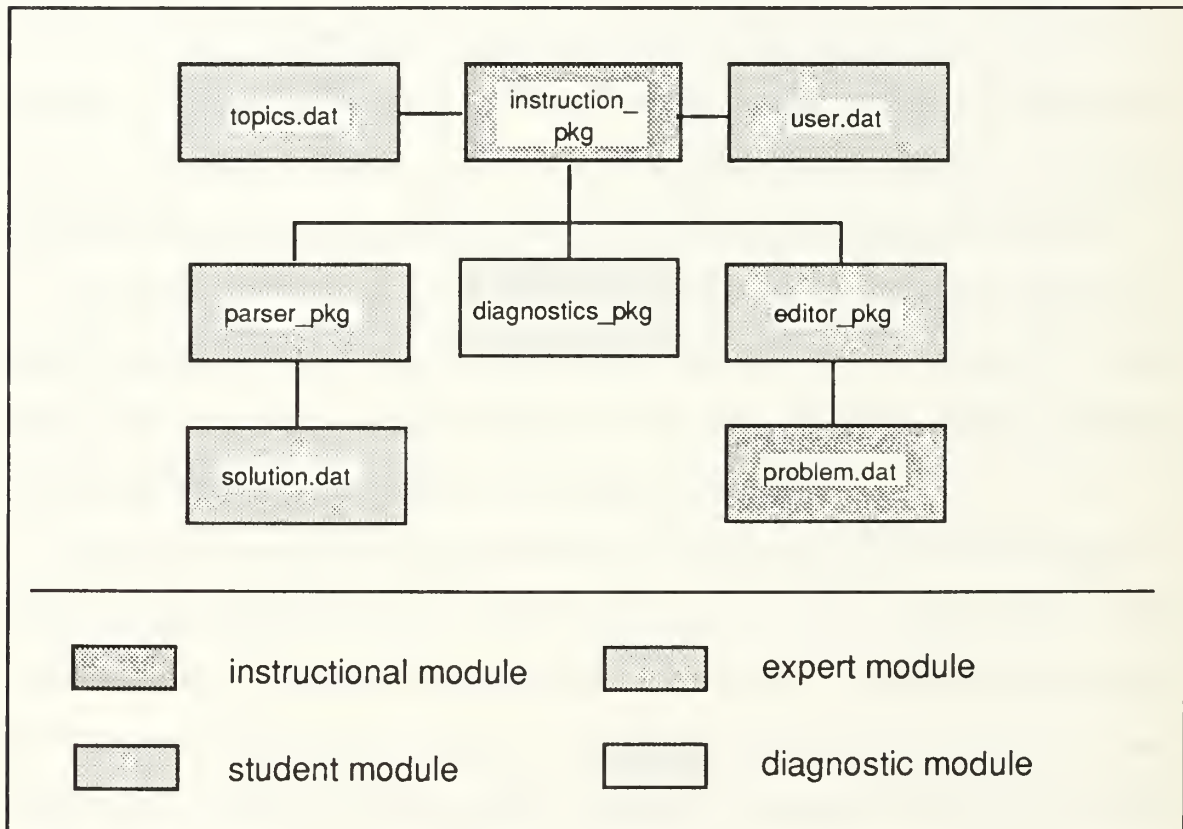 topics.dat
instruction_
pkg
user.dat
parser_pkg
diagnostics_pkg
editor_pkg
solution.dat
problem.dat
instructional module
expert module
student module
diagnostic module